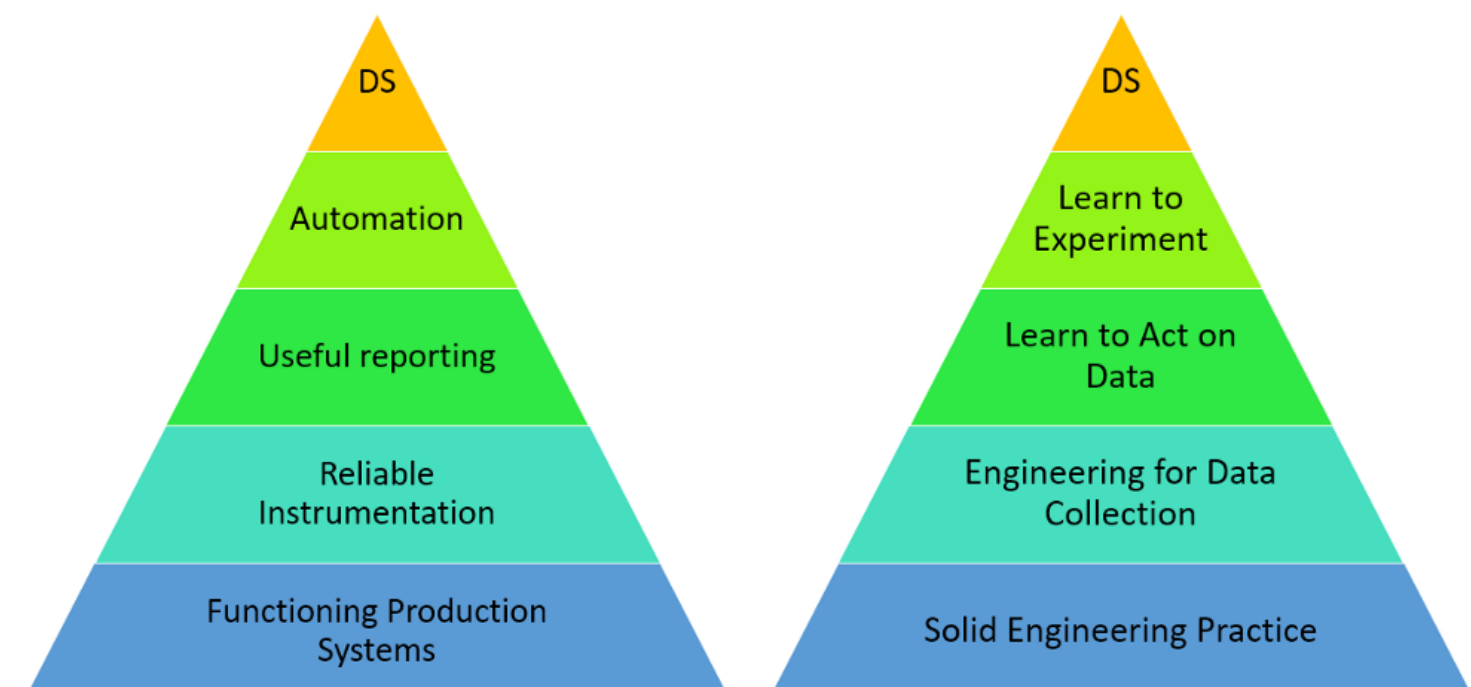 DS
Automation
Useful reporting
Reliable
Instrumentation
Functioning Production
Systems
DS
Learn to
Experiment
Learn to Act on
Data
Engineering for Data
Collection
Solid Engineering Practice